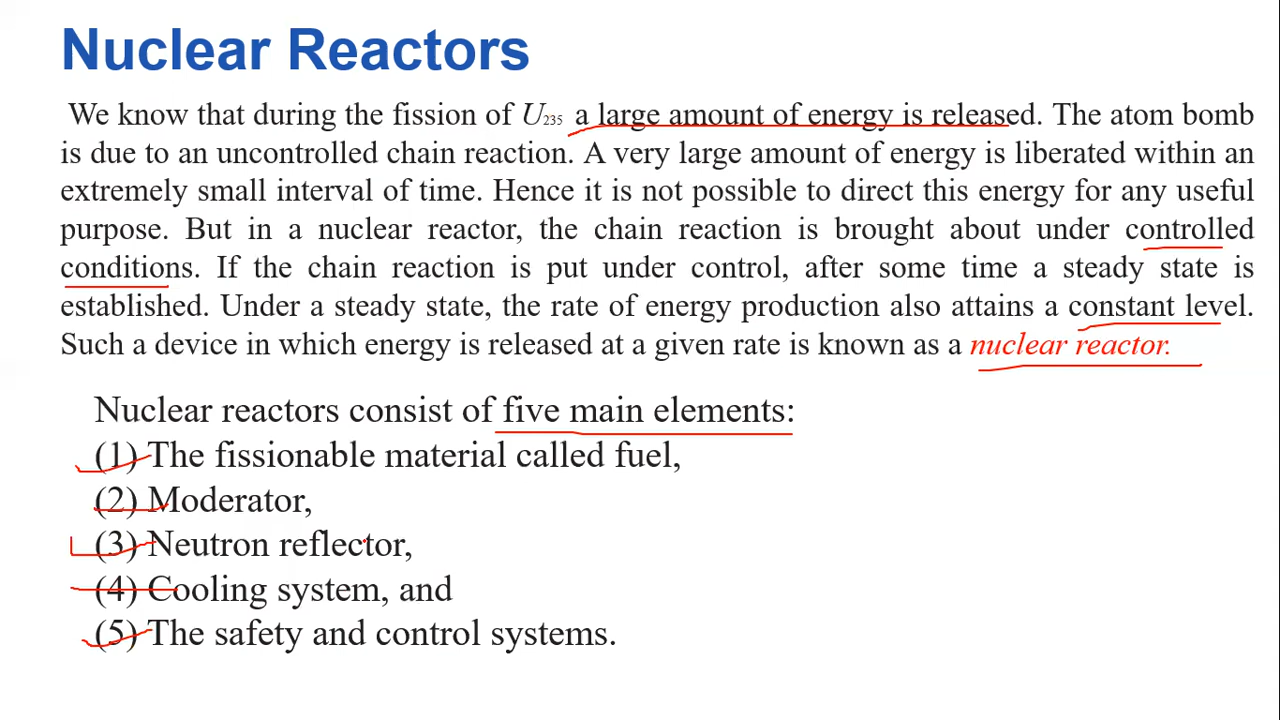 Nuclear Reactors
We know that during the fission of U235 a large amount of energy is released. The atom bomb
is due to an uncontrolled chain reaction. A very large amount of energy is liberated within an
extremely small interval of time. Hence it is not possible to direct this energy for any useful
purpose. But in a nuclear reactor, the chain reaction is brought about under controlled
conditions. If the chain reaction is put under control, after some time a steady state is
established. Under a steady state, the rate of energy production also attains a constant level.
Such a device in which energy is released at a given rate is known as a nuclear reactor.
Nuclear reactors consist of five main elements:
(1) The fissionable material called fuel,
(2) Moderator,
(3) Neutron reflector,
(4) Cooling system, and
(5) The safety and control systems.